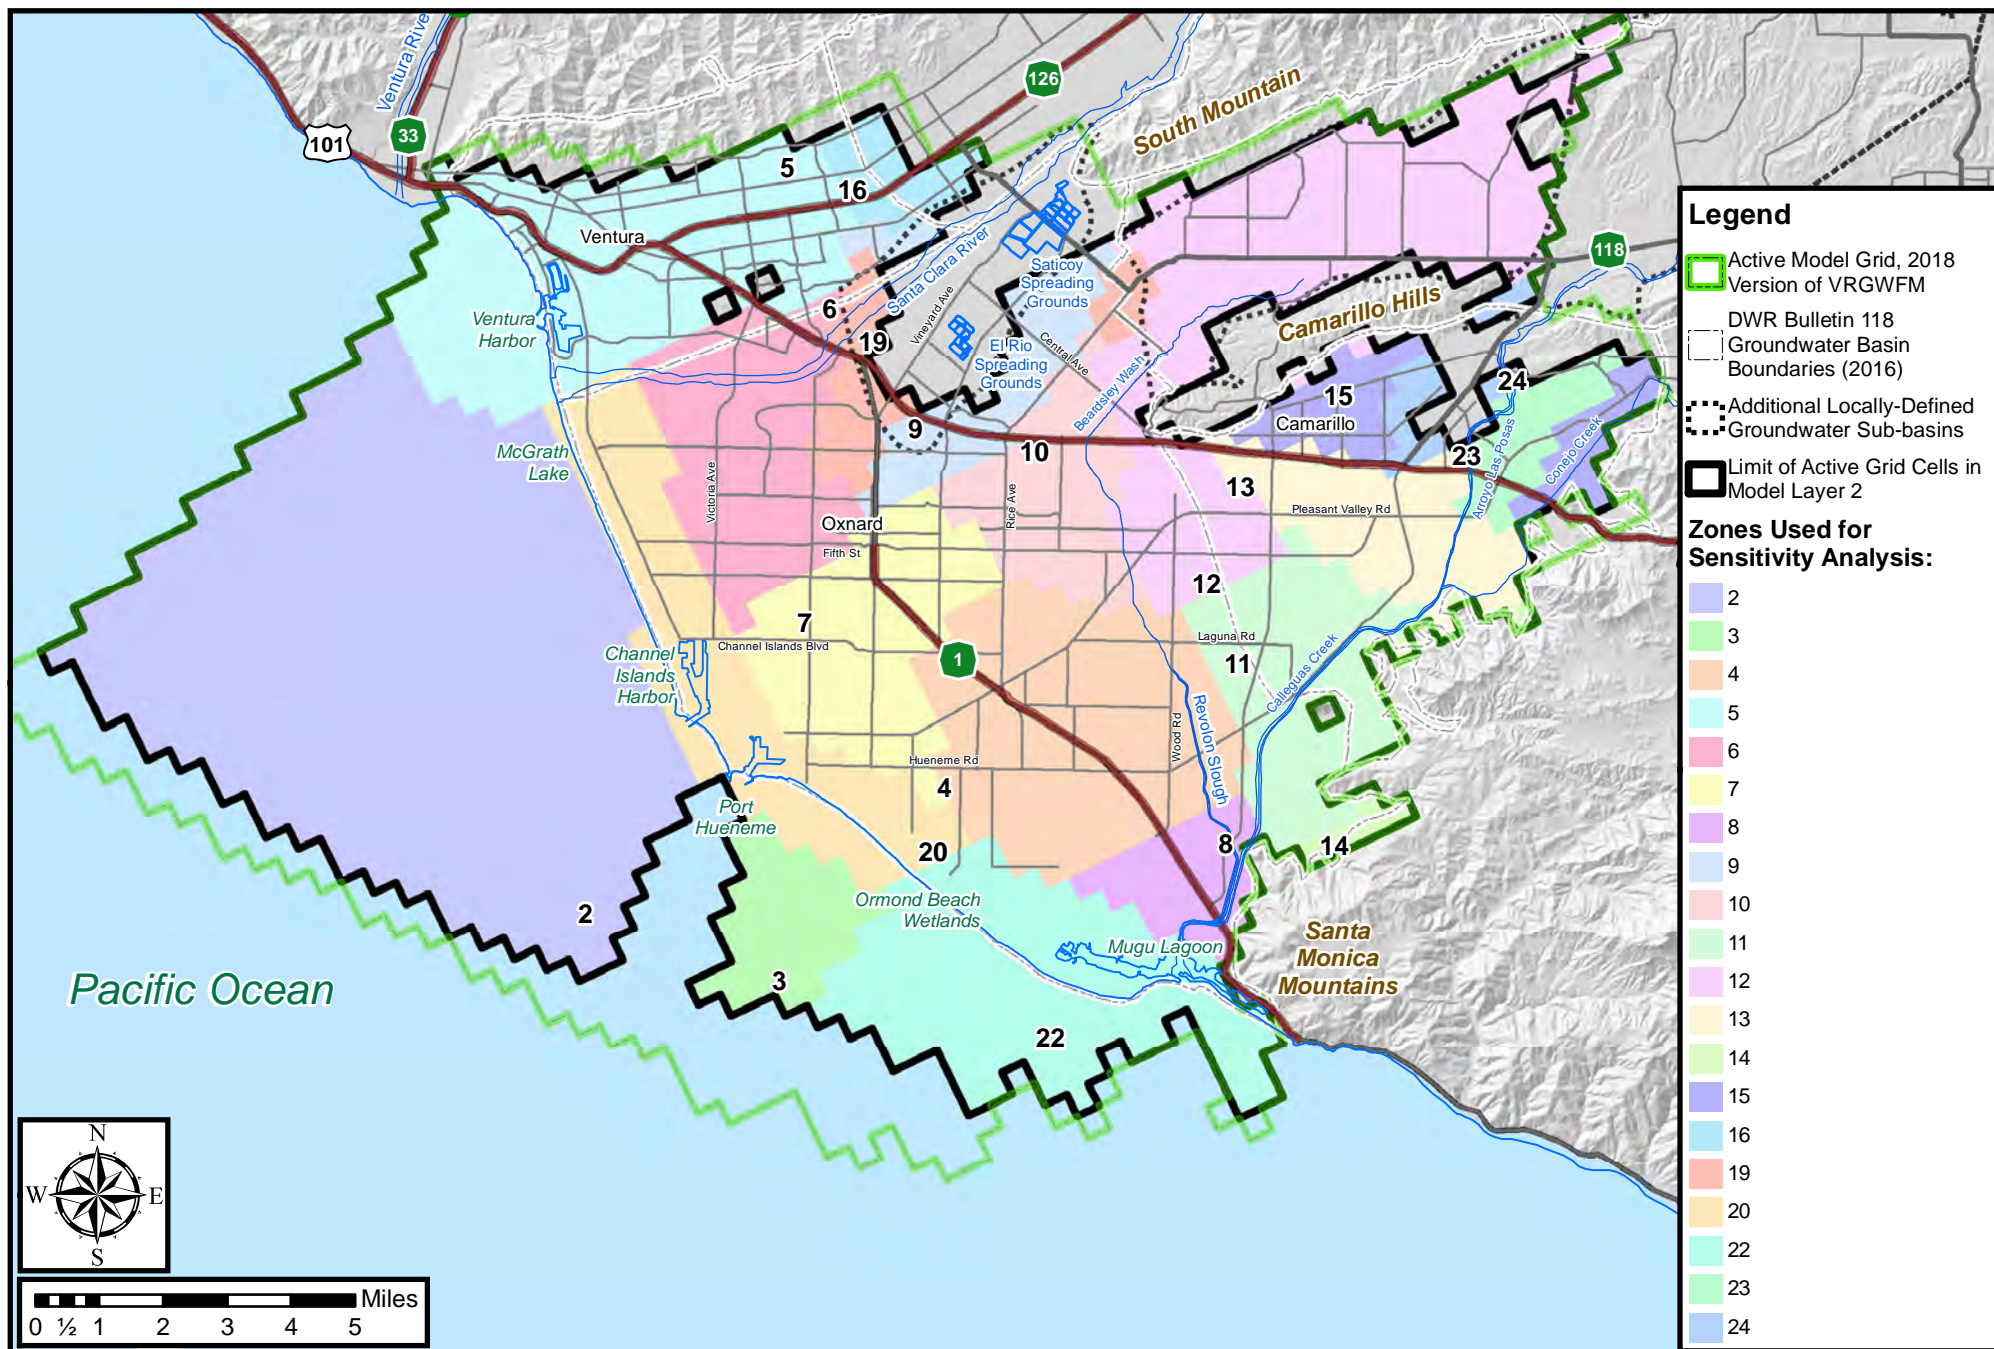 Ventura River
33
101
126
South Mountain
5
16
Ventura
Santa Clara River
Saticoy
Spreading
Grounds
118
Camarillo Hills
Ventura
Harbor
6
19
Vineyard Ave
El Rio
Spreading
Grounds
Central Ave
Beardsley Wash
15
Camarillo
24
9
10
23
McGrath
Lake
Victoria Ave
Rice Ave
13
Arroyo Las Posas
Conejo Creek
Pleasant Valley Rd
Oxnard
Fifth St
12
7
Channel Islands Blvd
Laguna Rd
11
1
Channel
Islands
Harbor
Calleguas Creek
Revolon Slough
Wood Rd
Hueneme Rd
4
Port
Hueneme
20
8
14
Ormond Beach
Wetlands
2
Mugu Lagoon
Santa
Monica
Mountains
Pacific Ocean
3
22
N
W
E
S
Miles
0 ½ 1 2 3 4 5
Legend
Active Model Grid, 2018
Version of VRGWFM
DWR Bulletin 118
Groundwater Basin
Boundaries (2016)
Additional Locally-Defined
Groundwater Sub-basins
Limit of Active Grid Cells in
Model Layer 2
Zones Used for
Sensitivity Analysis:
2
3
4
5
6
7
8
9
10
11
12
13
14
15
16
19
20
22
23
24